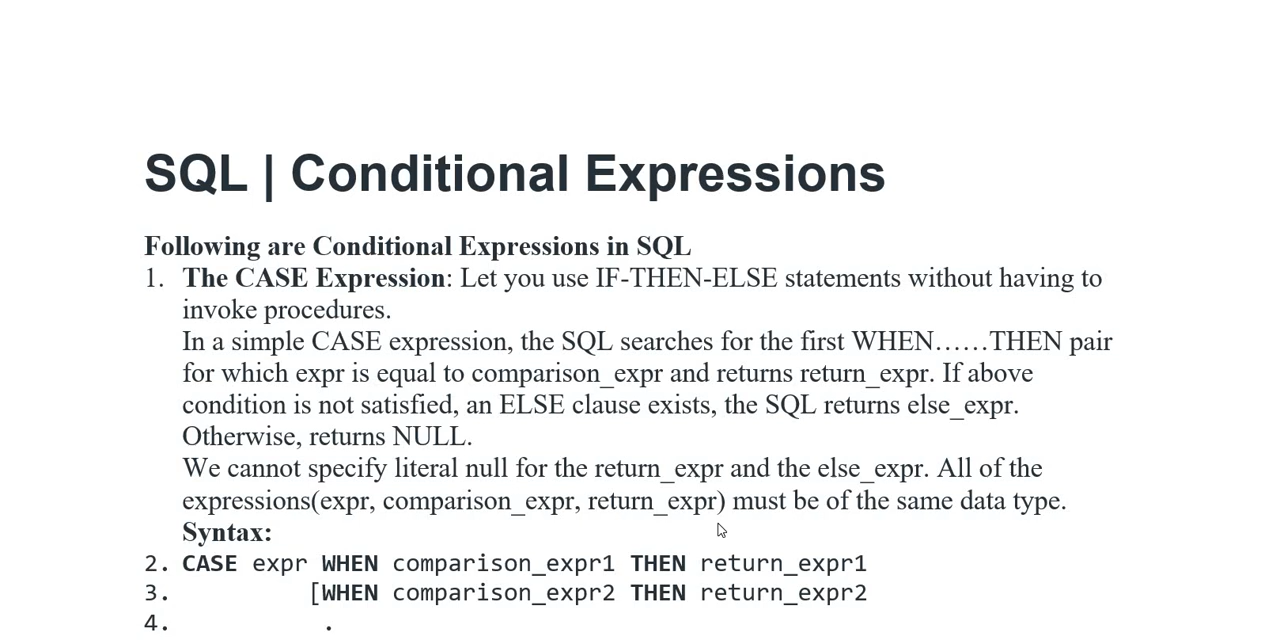 SQL | Conditional Expressions
Following are Conditional Expressions in SQL
1. The CASE Expression: Let you use IF-THEN-ELSE statements without having to
invoke procedures.
In a simple CASE expression, the SQL searches for the first WHEN……THEN pair
for which expr is equal to comparison_expr and returns return_expr. If above
condition is not satisfied, an ELSE clause exists, the SQL returns else_expr.
Otherwise, returns NULL.
We cannot specify literal null for the return_expr and the else_expr. All of the
expressions(expr, comparison_expr, return_expr) must be of the same data type.
Syntax:
2. CASE expr WHEN comparison_expr1 THEN return_expr1
3. [WHEN comparison_expr2 THEN return_expr2
4. .